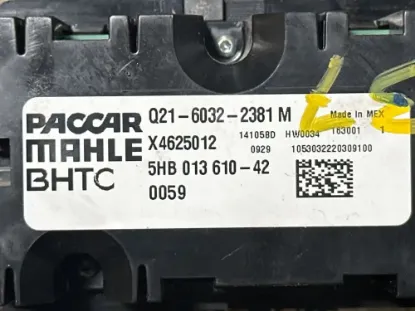 PACCAR
MAHLE
BHTC
Q21-6032-2381 M
X4625012
5HB 013 610-42
0059
Made in MEX
141058D HW0034 163001 1
0929 1053032220309100